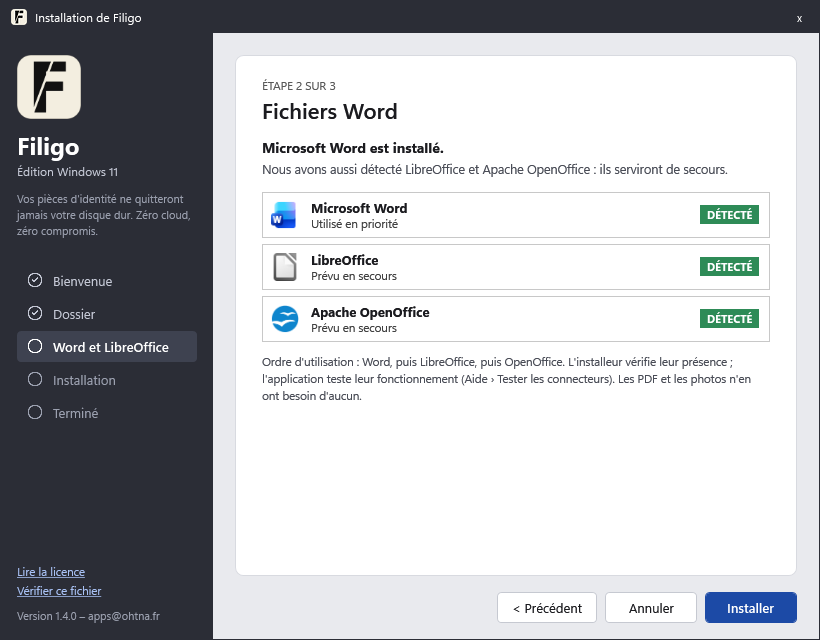 Installation de Filigo
x
Filigo
Édition Windows 11
Vos pièces d'identité ne quitteront
jamais votre disque dur. Zéro cloud,
zéro compromis.
Bienvenue
Dossier
Word et LibreOffice
Installation
Terminé
Lire la licence
Vérifier ce fichier
Version 1.4.0 – apps@ohtna.fr
ÉTAPE 2 SUR 3
Fichiers Word
Microsoft Word est installé.
Nous avons aussi détecté LibreOffice et Apache OpenOffice : ils serviront de secours.
W
Microsoft Word
Utilisé en priorité
DÉTECTÉ
LibreOffice
Prévu en secours
DÉTECTÉ
Apache OpenOffice
Prévu en secours
DÉTECTÉ
Ordre d'utilisation : Word, puis LibreOffice, puis OpenOffice. L'installeur vérifie leur présence ;
l'application teste leur fonctionnement (Aide › Tester les connecteurs). Les PDF et les photos n'en
ont besoin d'aucun.
< Précédent
Annuler
Installer